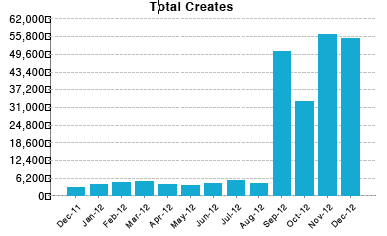 Total Creates
62,000
55,800
49,600
43,400
37,200
31,000
24,800
18,600
12,400
6,200
0
Dec-11
Jan-12
Feb-12
Mar-12
Apr-12
May-12
Jun-12
Jul-12
Aug-12
Sep-12
Oct-12
Nov-12
Dec-12